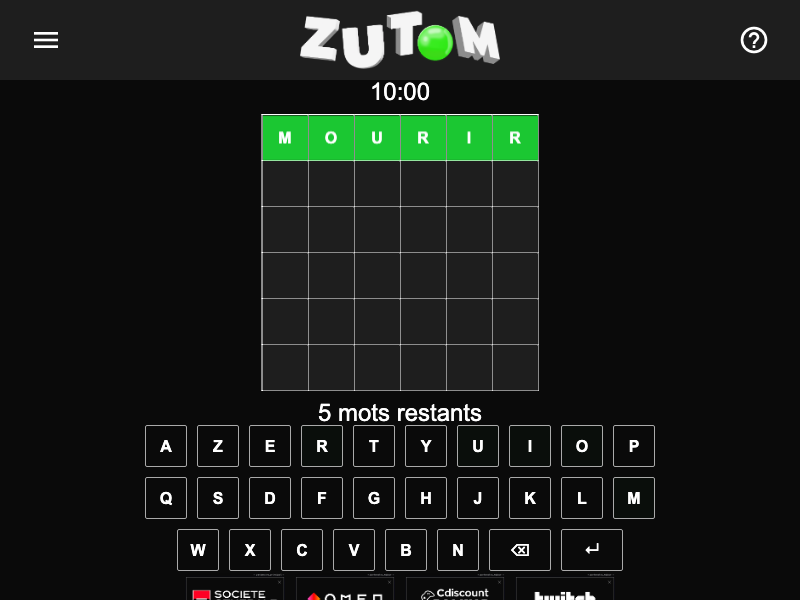 ZUTOM
10:00
M O U R I R
5 mots restants
A Z E R T Y U I O P
Q S D F G H J K L M
W X C V B N
SOCIETE
OMEN
Cdiscount
twitch